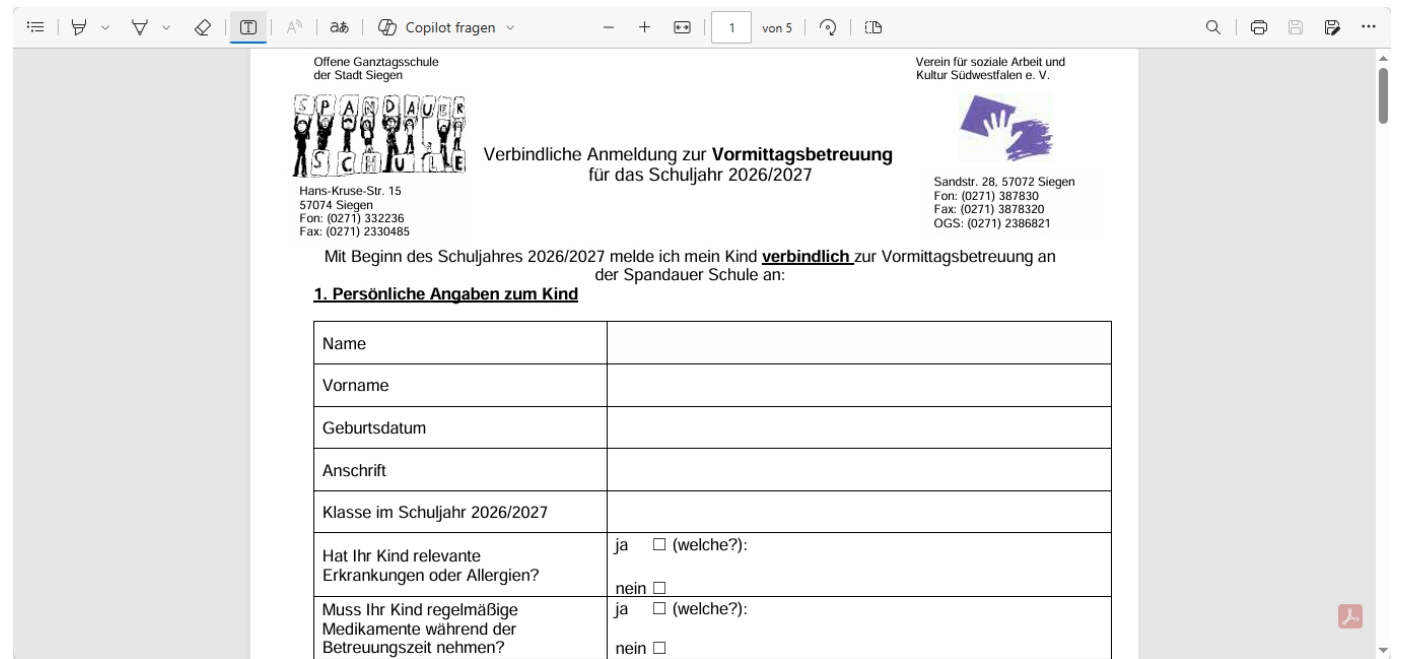 Copilot fragen
1
von 5
Offene Ganztagsschule
der Stadt Siegen
Verein für soziale Arbeit und
Kultur Südwestfalen e. V.
SPANDAUER
SCHULE
Verbindliche Anmeldung zur Vormittagsbetreuung
für das Schuljahr 2026/2027
Hans-Kruse-Str. 15
57074 Siegen
Fon: (0271) 332236
Fax: (0271) 2330485
Sandstr. 28, 57072 Siegen
Fon: (0271) 387830
Fax: (0271) 3878320
OGS: (0271) 2386821
Mit Beginn des Schuljahres 2026/2027 melde ich mein Kind verbindlich zur Vormittagsbetreuung an
der Spandauer Schule an:
1. Persönliche Angaben zum Kind
Name
Vorname
Geburtsdatum
Anschrift
Klasse im Schuljahr 2026/2027
Hat Ihr Kind relevante
Erkrankungen oder Allergien?
ja ☐ (welche?):
nein ☐
Muss Ihr Kind regelmäßige
Medikamente während der
Betreuungszeit nehmen?
ja ☐ (welche?):
nein ☐